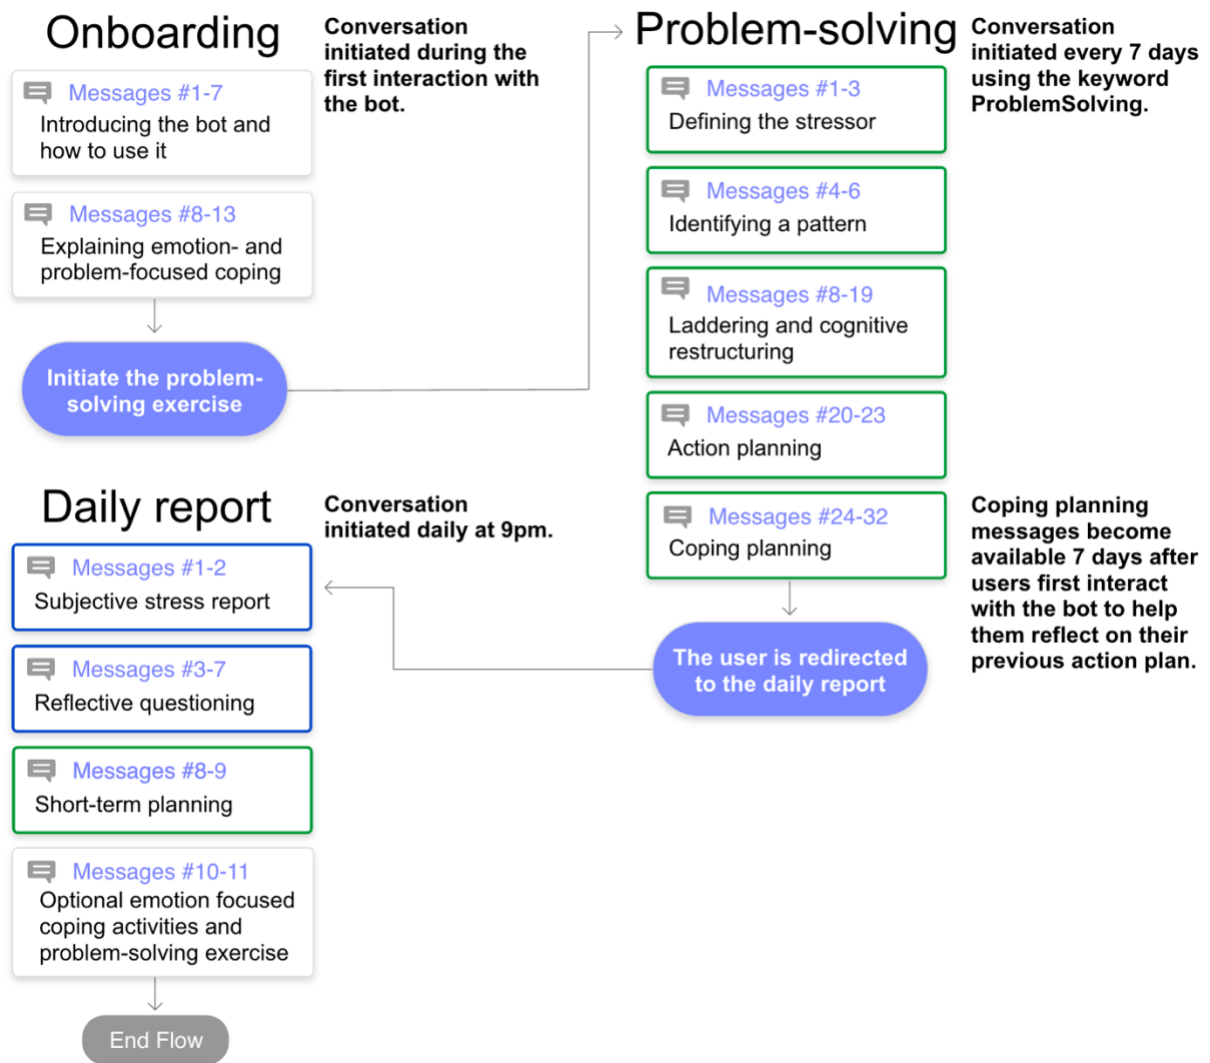 Onboarding
Conversation
initiated during the
first interaction with
the bot.
Messages #1-7
Introducing the bot and
how to use it
Messages #8-13
Explaining emotion- and
problem-focused coping
Initiate the problem-
solving exercise
Problem-solving
Conversation
initiated every 7 days
using the keyword
ProblemSolving.
Messages #1-3
Defining the stressor
Messages #4-6
Identifying a pattern
Messages #8-19
Laddering and cognitive
restructuring
Messages #20-23
Action planning
Messages #24-32
Coping planning
Coping planning
messages become
available 7 days after
users first interact
with the bot to help
them reflect on their
previous action plan.
The user is redirected
to the daily report
Daily report
Conversation
initiated daily at 9pm.
Messages #1-2
Subjective stress report
Messages #3-7
Reflective questioning
Messages #8-9
Short-term planning
Messages #10-11
Optional emotion focused
coping activities and
problem-solving exercise
End Flow